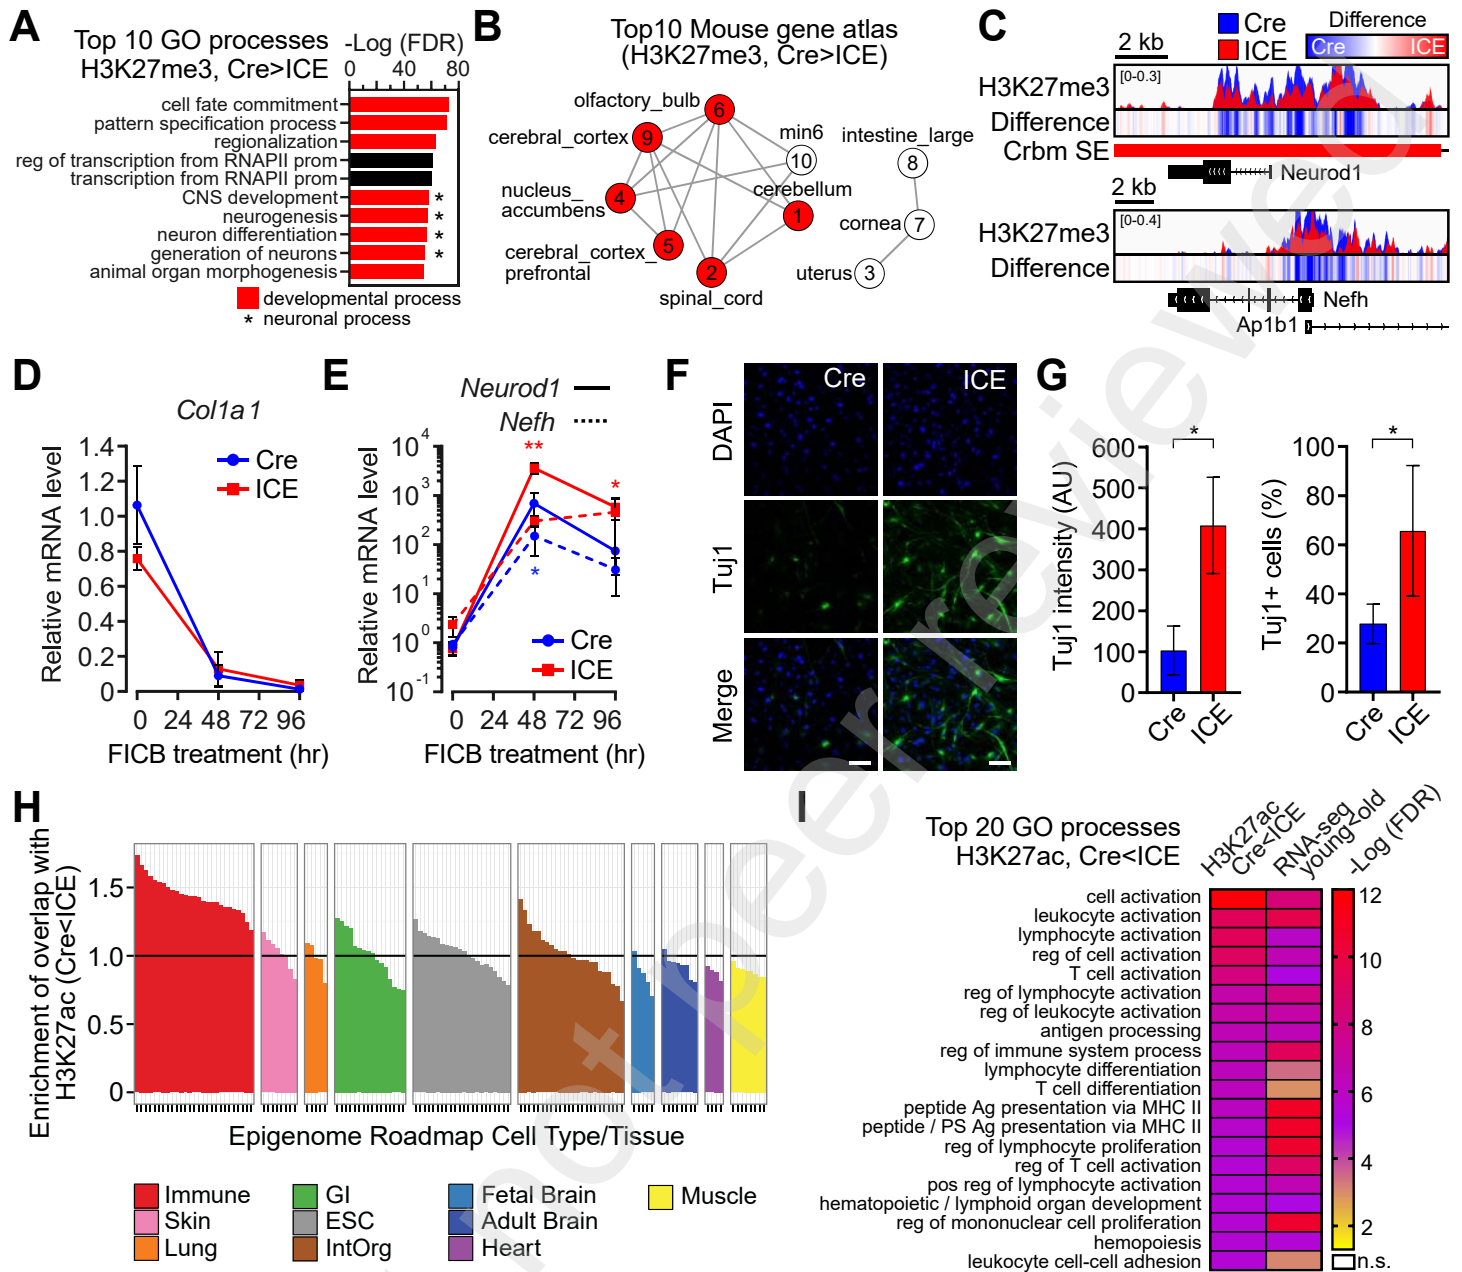 A
Top 10 GO processes
H3K27me3, Cre>ICE
-Log (FDR)
0 40 80
cell fate commitment
pattern specification process
regionalization
reg of transcription from RNAPII prom
transcription from RNAPII prom
CNS development *
neurogenesis *
neuron differentiation *
generation of neurons *
animal organ morphogenesis
developmental process
* neuronal process
B
Top10 Mouse gene atlas
(H3K27me3, Cre>ICE)
olfactory_bulb
6
cerebral_cortex
9
min6
10
intestine_large
8
nucleus_
accumbens
4
cerebellum
1
cornea
7
cerebral_cortex_
prefrontal
5
2
spinal_cord
uterus
3
C
2 kb
Cre
ICE
Difference
Cre ICE
H3K27me3
[0-0.3]
Difference
Crbm SE
Neurod1
2 kb
H3K27me3
[0-0.4]
Difference
Nefh
Ap1b1
D
Col1a1
Relative mRNA level
1.4
1.2
1.0
0.8
0.6
0.4
0.2
0
Cre
ICE
0 24 48 72 96
FICB treatment (hr)
E
Neurod1
Nefh
Relative mRNA level
10^4
10^3
10^2
10^1
10^0
10^-1
**
*
*
Cre
ICE
0 24 48 72 96
FICB treatment (hr)
F
Cre ICE
DAPI
Tuj1
Merge
G
Tuj1 intensity (AU)
600
500
400
300
200
100
0
*
Cre ICE
Tuj1+ cells (%)
100
80
60
40
20
0
*
Cre ICE
H
Enrichment of overlap with
H3K27ac (Cre<ICE)
1.5
1.0
0.5
0
Epigenome Roadmap Cell Type/Tissue
Immune GI Fetal Brain Muscle
Skin ESC Adult Brain
Lung IntOrg Heart
I
Top 20 GO processes
H3K27ac, Cre<ICE
H3K27ac
Cre<ICE
RNA-seq
young<old
-Log (FDR)
cell activation
leukocyte activation
lymphocyte activation
reg of cell activation
T cell activation
reg of lymphocyte activation
reg of leukocyte activation
antigen processing
reg of immune system process
lymphocyte differentiation
T cell differentiation
peptide Ag presentation via MHC II
peptide / PS Ag presentation via MHC II
reg of lymphocyte proliferation
reg of T cell activation
pos reg of lymphocyte activation
hematopoietic / lymphoid organ development
reg of mononuclear cell proliferation
hemopoiesis
leukocyte cell-cell adhesion
12
10
8
6
4
2
n.s.
not peer reviewed